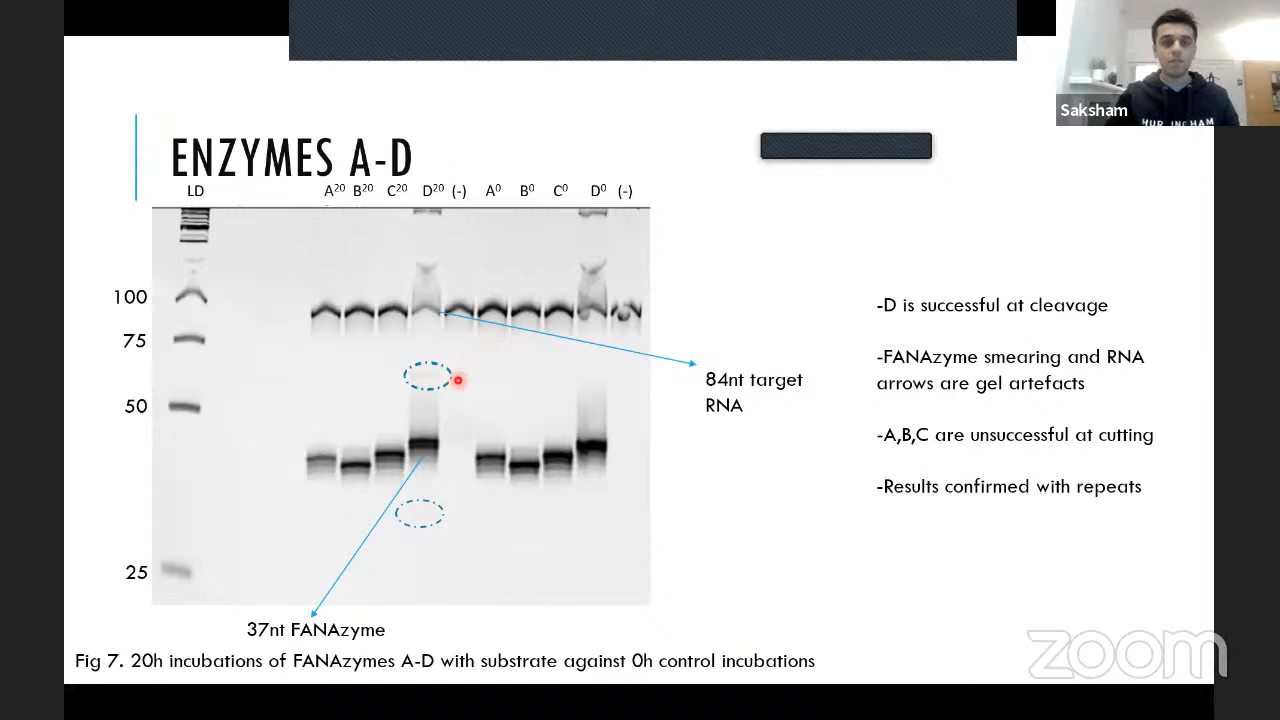 Saksham
HURLINGHAM
ENZYMES A-D
LD A²⁰ B²⁰ C²⁰ D²⁰ (-) A⁰ B⁰ C⁰ D⁰ (-)
100
75
50
25
84nt target
RNA
37nt FANAzyme
-D is successful at cleavage
-FANAzyme smearing and RNA
arrows are gel artefacts
-A,B,C are unsuccessful at cutting
-Results confirmed with repeats
Fig 7. 20h incubations of FANAzymes A-D with substrate against 0h control incubations
zoom